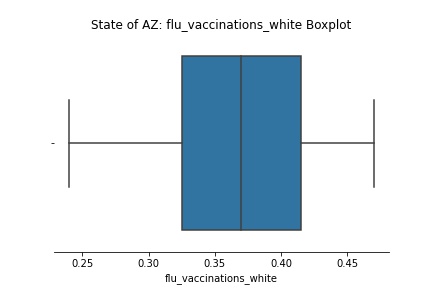 State of AZ: flu_vaccinations_white Boxplot
-
0.25 0.30 0.35 0.40 0.45
flu_vaccinations_white